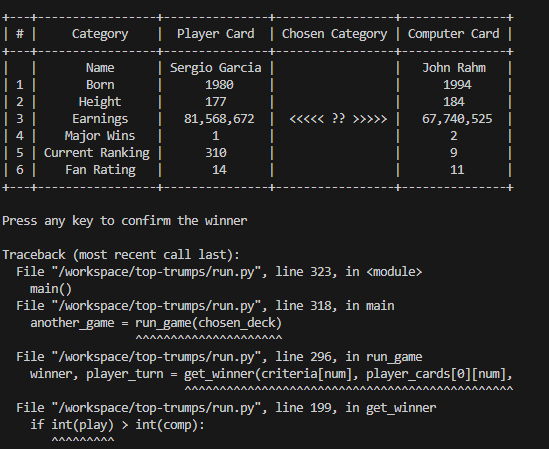 +---+------------------+---------------+-----------------+---------------+
| # | Category | Player Card | Chosen Category | Computer Card |
+---+------------------+---------------+-----------------+---------------+
| | Name | Sergio Garcia | | John Rahm |
| 1 | Born | 1980 | | 1994 |
| 2 | Height | 177 | | 184 |
| 3 | Earnings | 81,568,672 | <<<<< ?? >>>>> | 67,740,525 |
| 4 | Major Wins | 1 | | 2 |
| 5 | Current Ranking | 310 | | 9 |
| 6 | Fan Rating | 14 | | 11 |
+---+------------------+---------------+-----------------+---------------+
Press any key to confirm the winner
Traceback (most recent call last):
File "/workspace/top-trumps/run.py", line 323, in <module>
main()
File "/workspace/top-trumps/run.py", line 318, in main
another_game = run_game(chosen_deck)
^^^^^^^^^^^^^^^^^^^^^
File "/workspace/top-trumps/run.py", line 296, in run_game
winner, player_turn = get_winner(criteria[num], player_cards[0][num],
^^^^^^^^^^^^^^^^^^^^^^^^^^^^^^^^^^^^^^^^^^^^^^^
File "/workspace/top-trumps/run.py", line 199, in get_winner
if int(play) > int(comp):
^^^^^^^^^